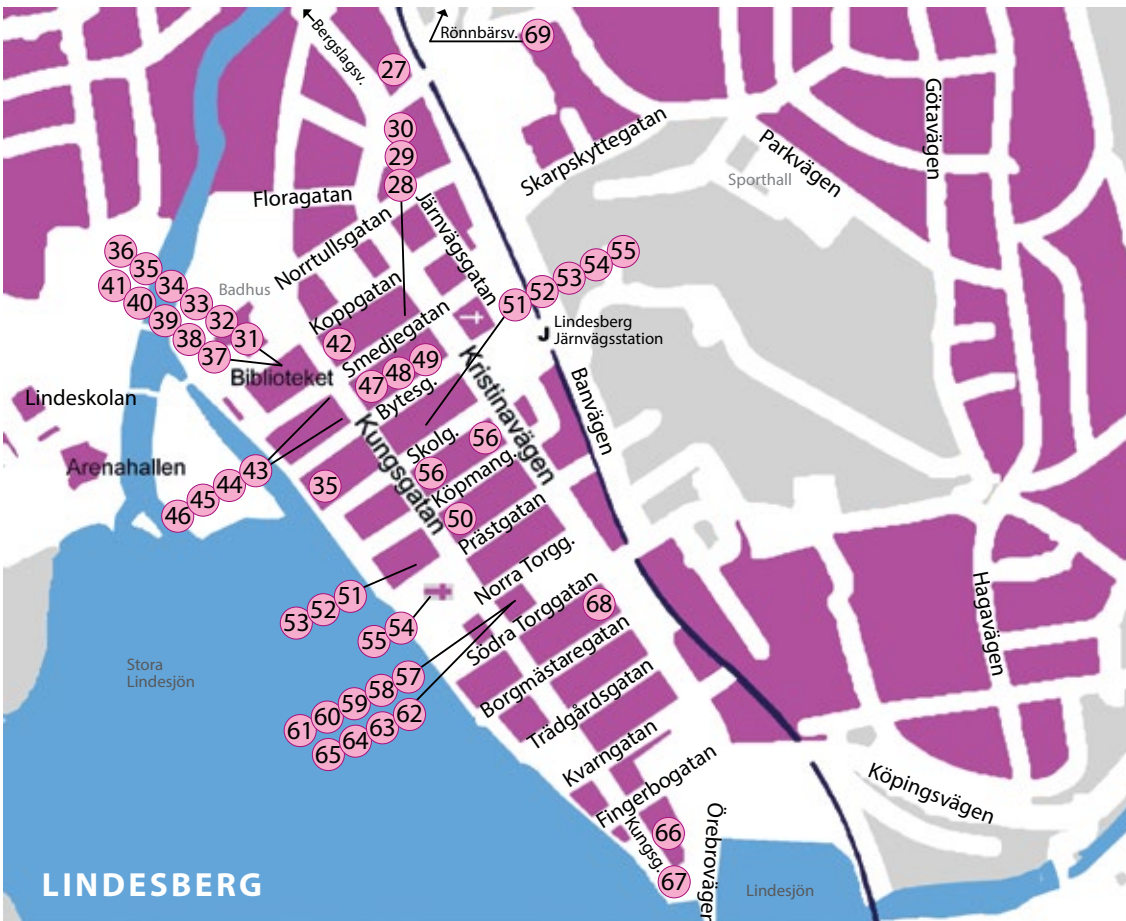 Bergslagsv.
Rönnbärsv.
69
27
30
29
28
Skarpskyttegatan
Parkvägen
Götavägen
Sporthall
Floragatan
Norrtullsgatan
Järnvägsgatan
36
35
34
33
32
31
41
40
39
38
37
Badhus
55
54
53
52
51
J
Lindesberg
Järnvägsstation
Koppgatan
42
Smedjegatan
47
48
49
Bytesg.
Kristinavägen
Banvägen
Biblioteket
Lindeskolan
Arenahallen
43
44
45
46
35
Kungsgatan
Skolg.
56
56
Köpmang.
50
Prästgatan
Norra Torgg.
51
52
53
54
55
Södra Torggatan
68
Borgmästaregatan
Trädgårdsgatan
Hagavägen
Stora
Lindesjön
57
58
59
60
61
62
63
64
65
Kvarngatan
Fingerbogatan
Kungsg.
66
67
Örebrovägen
Köpingsvägen
Lindesjön
LINDESBERG